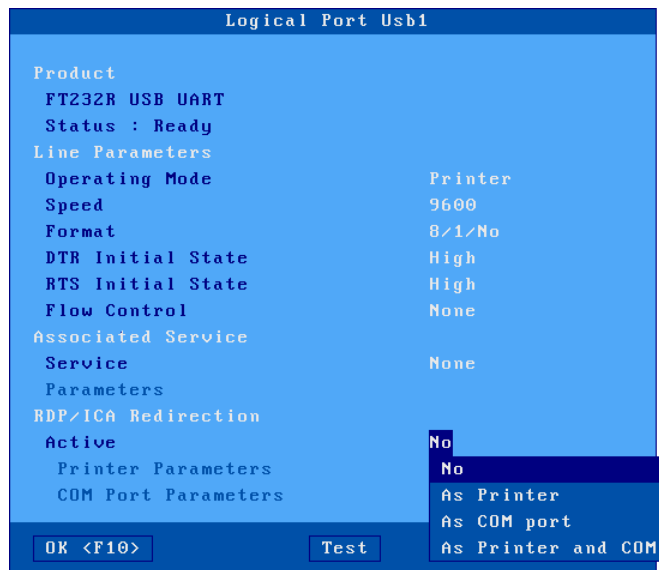 Logical Port Usb1
Product
FT232R USB UART
Status : Ready
Line Parameters
Operating Mode Printer
Speed 9600
Format 8/1/No
DTR Initial State High
RTS Initial State High
Flow Control None
Associated Service
Service None
Parameters
RDP/ICA Redirection
Active No
Printer Parameters No
COM Port Parameters As Printer
As COM port
OK <F10> Test As Printer and COM